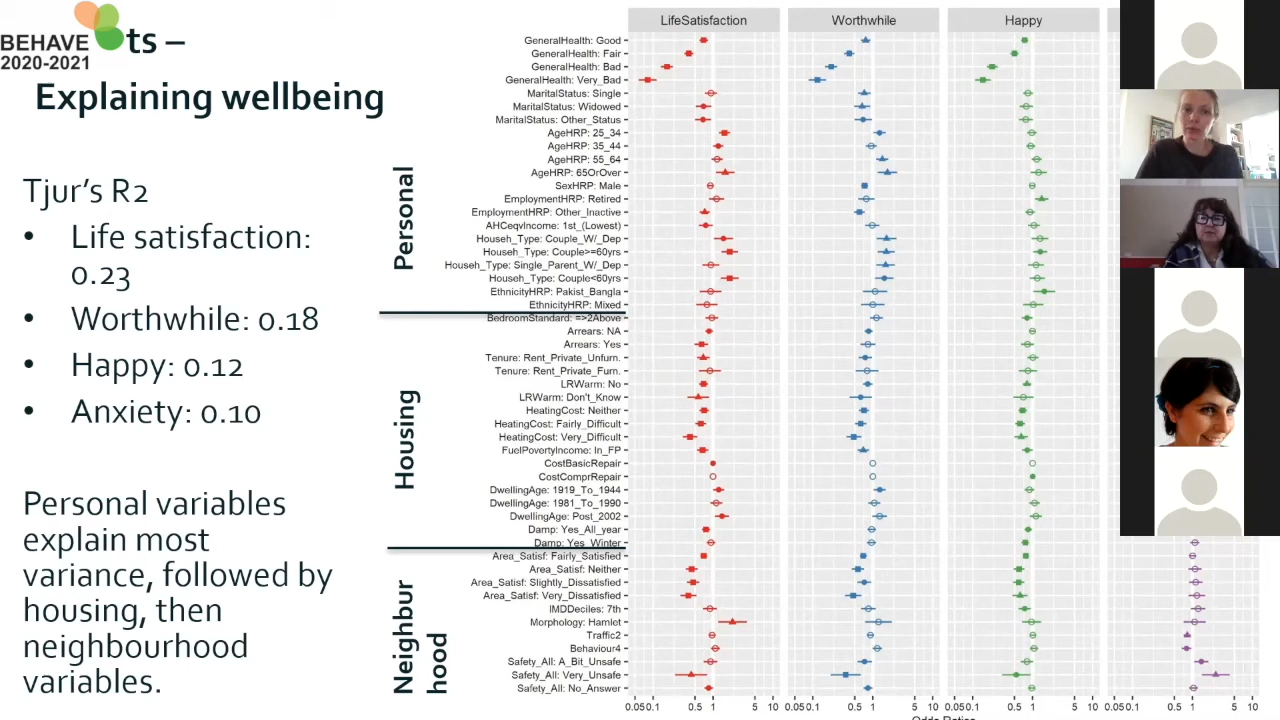 BEHAVE
2020-2021
ts –
Explaining wellbeing
Tjur's R2
• Life satisfaction:
0.23
• Worthwhile: 0.18
• Happy: 0.12
• Anxiety: 0.10
Personal variables
explain most
variance, followed by
housing, then
neighbourhood
variables.
Personal
Housing
Neighbur
hood
LifeSatisfaction
Worthwhile
Happy
GeneralHealth: Good
GeneralHealth: Fair
GeneralHealth: Bad
GeneralHealth: Very_Bad
MaritalStatus: Single
MaritalStatus: Widowed
MaritalStatus: Other_Status
AgeHRP: 25_34
AgeHRP: 35_44
AgeHRP: 55_64
AgeHRP: 65OrOver
SexHRP: Male
EmploymentHRP: Retired
EmploymentHRP: Other_Inactive
AHCeqvIncome: 1st_(Lowest)
Househ_Type: Couple_W/_Dep
Househ_Type: Couple>=60yrs
Househ_Type: Single_Parent_W/_Dep
Househ_Type: Couple<60yrs
EthnicityHRP: Pakist_Bangla
EthnicityHRP: Mixed
BedroomStandard: =>2Above
Arrears: NA
Arrears: Yes
Tenure: Rent_Private_Unfurn.
Tenure: Rent_Private_Furn.
LRWarm: No
LRWarm: Don't_Know
HeatingCost: Neither
HeatingCost: Fairly_Difficult
HeatingCost: Very_Difficult
FuelPovertyIncome: In_FP
CostBasicRepair
CostComprRepair
DwellingAge: 1919_To_1944
DwellingAge: 1981_To_1990
DwellingAge: Post_2002
Damp: Yes_All_year
Damp: Yes_Winter
Area_Satisf: Fairly_Satisfied
Area_Satisf: Neither
Area_Satisf: Slightly_Dissatisfied
Area_Satisf: Very_Dissatisfied
IMDDeciles: 7th
Morphology: Hamlet
Traffic2
Behaviour4
Safety_All: A_Bit_Unsafe
Safety_All: Very_Unsafe
Safety_All: No_Answer
0.05 0.1 0.5 1 5 10
0.05 0.1 0.5 1 5 10
0.05 0.1 0.5 1 5 10
0.05 0.1 0.5 1 5 10
Odds Ratios